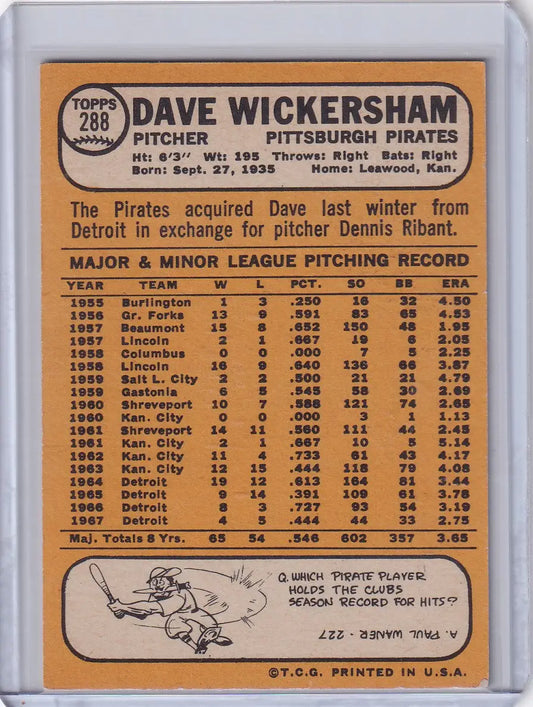 TOPPS
288
DAVE WICKERSHAM
PITCHER PITTSBURGH PIRATES
Ht: 6'3" Wt: 195 Throws: Right Bats: Right
Born: Sept. 27, 1935 Home: Leawood, Kan.
The Pirates acquired Dave last winter from
Detroit in exchange for pitcher Dennis Ribant.
MAJOR & MINOR LEAGUE PITCHING RECORD
YEAR TEAM W L PCT. SO BB ERA
1955 Burlington 1 3 .250 16 32 4.50
1956 Gr. Forks 13 9 .591 83 65 4.53
1957 Beaumont 15 8 .652 150 48 1.95
1957 Lincoln 2 1 .667 19 6 2.05
1958 Columbus 0 0 .000 7 5 2.25
1958 Lincoln 16 9 .640 136 66 3.87
1959 Salt L. City 2 2 .500 21 21 4.79
1959 Gastonia 6 5 .545 58 30 2.69
1960 Shreveport 10 7 .588 121 74 2.65
1960 Kan. City 0 0 .000 3 1 1.13
1961 Shreveport 14 11 .560 111 44 2.45
1961 Kan. City 2 1 .667 10 5 5.14
1962 Kan. City 11 4 .733 61 43 4.17
1963 Kan. City 12 15 .444 118 79 4.08
1964 Detroit 19 12 .613 164 81 3.44
1965 Detroit 9 14 .391 109 61 3.78
1966 Detroit 8 3 .727 93 54 3.19
1967 Detroit 4 5 .444 44 33 2.75
Maj. Totals 8 Yrs. 65 54 .546 602 357 3.65
Q. WHICH PIRATE PLAYER
HOLDS THE CLUBS
SEASON RECORD FOR HITS?
A. PAUL WANER - 227
©T.C.G. PRINTED IN U.S.A.